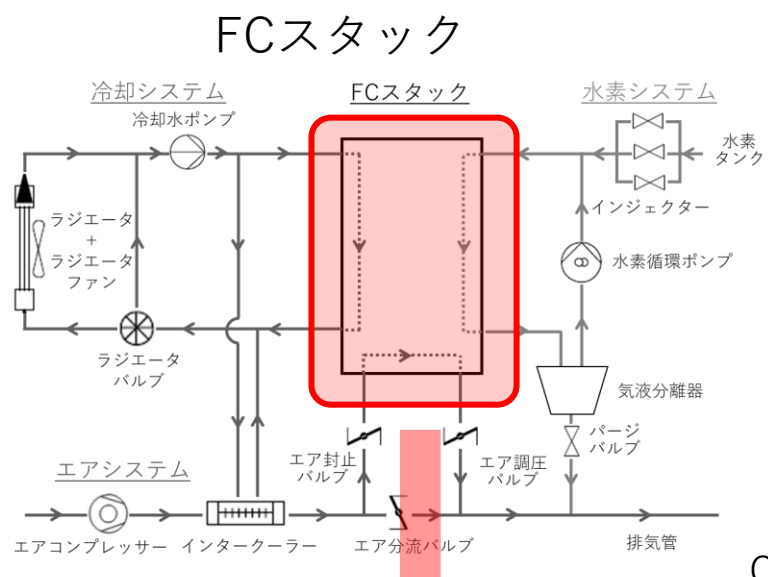 FCスタック
冷却システム
FCスタック
水素システム
冷却水ポンプ
水素
タンク
インジェクター
ラジエータ
+
ラジエータ
ファン
水素循環ポンプ
ラジエータ
バルブ
気液分離器
パージ
バルブ
エア封止
バルブ
エア調圧
バルブ
エアシステム
エアコンプレッサー
インタークーラー
エア分流バルブ
排気管